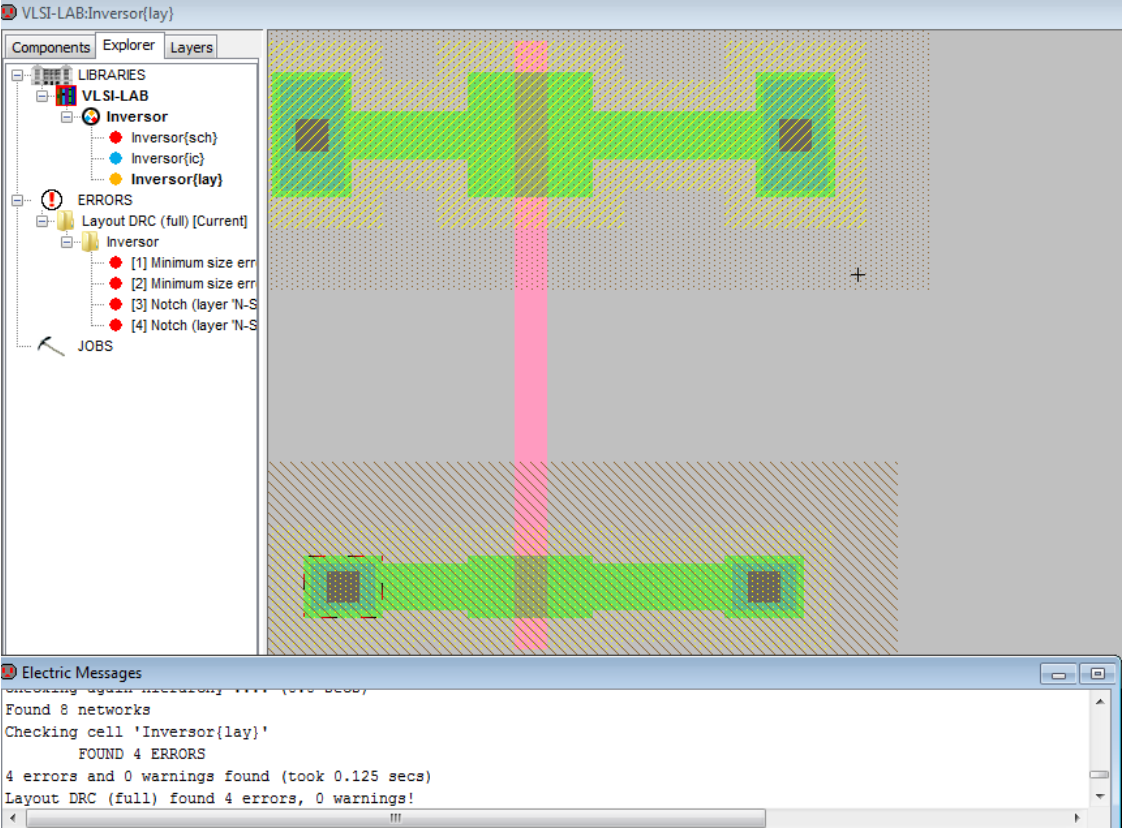 VLSI-LAB:Inversor{lay}
Components Explorer Layers
LIBRARIES
VLSI-LAB
Inversor
Inversor{sch}
Inversor{ic}
Inversor{lay}
ERRORS
Layout DRC (full) [Current]
Inversor
[1] Minimum size err
[2] Minimum size err
[3] Notch (layer 'N-S
[4] Notch (layer 'N-S
JOBS
Electric Messages
Found 8 networks
Checking cell 'Inversor{lay}'
FOUND 4 ERRORS
4 errors and 0 warnings found (took 0.125 secs)
Layout DRC (full) found 4 errors, 0 warnings!